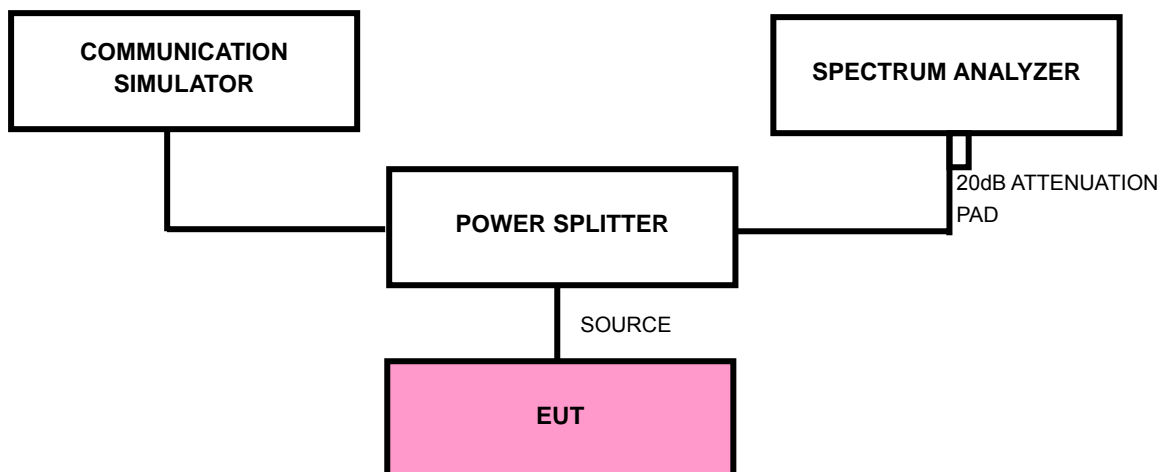 COMMUNICATION
SIMULATOR
SPECTRUM ANALYZER
20dB ATTENUATION
PAD
POWER SPLITTER
SOURCE
EUT